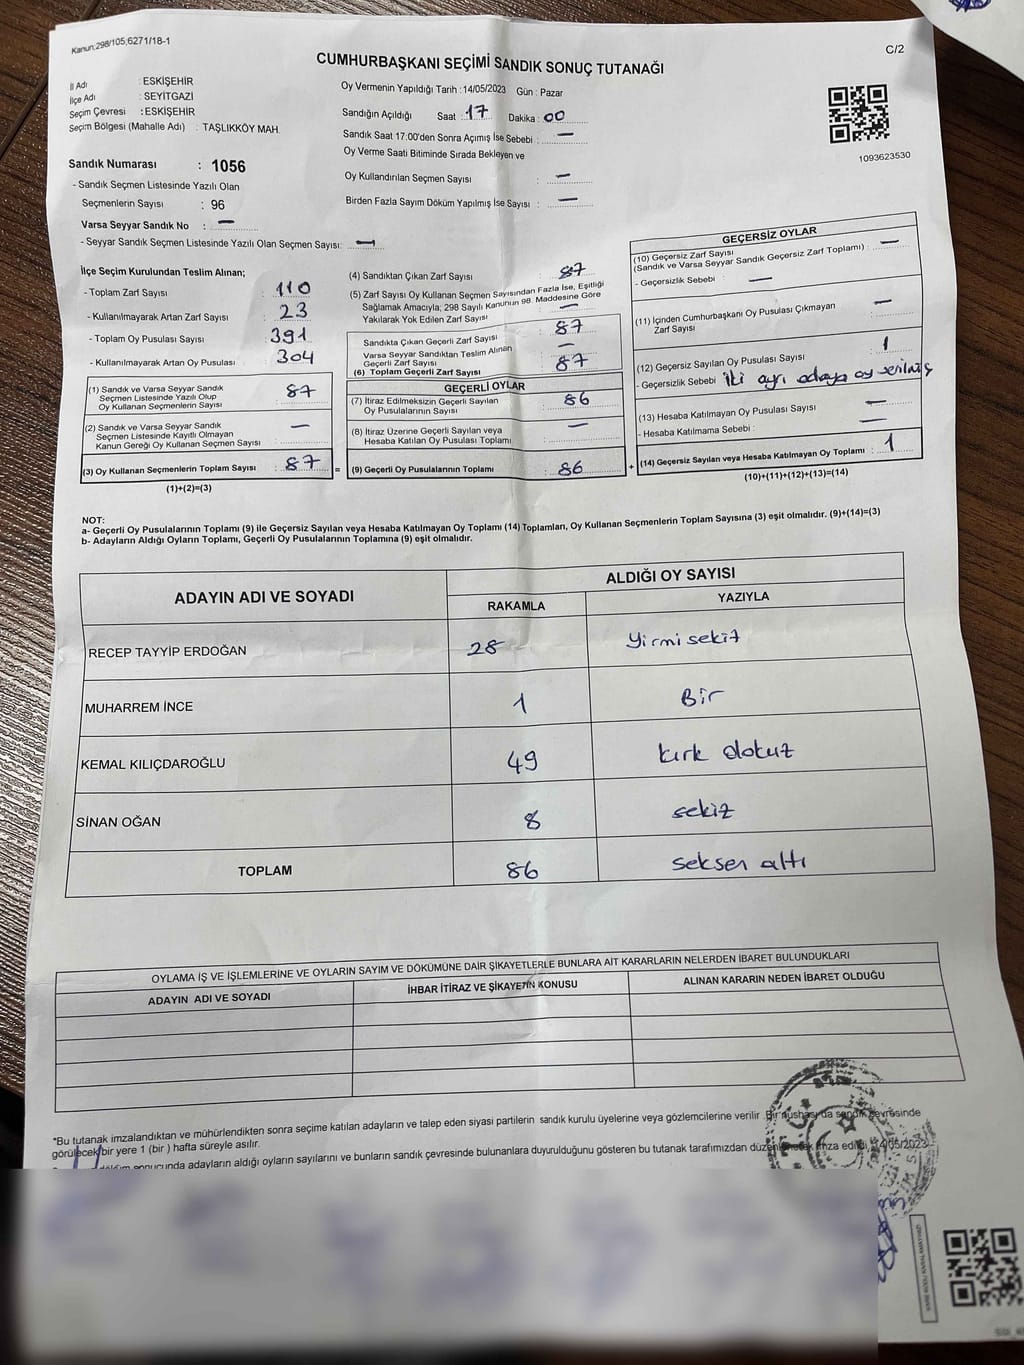 Kanun;298/105;6271/18-1
C/2
CUMHURBAŞKANI SEÇİMİ SANDIK SONUÇ TUTANAĞI
İl Adı : ESKİŞEHİR
İlçe Adı : SEYİTGAZİ
Seçim Çevresi : ESKİŞEHİR
Seçim Bölgesi (Mahalle Adı) : TAŞLIKKÖY MAH.
Sandık Numarası : 1056
- Sandık Seçmen Listesinde Yazılı Olan
Seçmenlerin Sayısı : 96
Varsa Seyyar Sandık No : —
- Seyyar Sandık Seçmen Listesinde Yazılı Olan Seçmen Sayısı: —
Oy Vermenin Yapıldığı Tarih : 14/05/2023 Gün : Pazar
Sandığın Açıldığı Saat : 17 Dakika : 00
Sandık Saat 17:00'den Sonra Açımış İse Sebebi : —
Oy Verme Saati Bitiminde Sırada Bekleyen ve
Oy Kullandırılan Seçmen Sayısı : —
Birden Fazla Sayım Döküm Yapılmış İse Sayısı : —
1093623530
İlçe Seçim Kurulundan Teslim Alınan;
- Toplam Zarf Sayısı : 110
- Kullanılmayarak Artan Zarf Sayısı : 23
- Toplam Oy Pusulası Sayısı : 391
- Kullanılmayarak Artan Oy Pusulası : 304
(1) Sandık ve Varsa Seyyar Sandık
Seçmen Listesinde Yazılı Olup
Oy Kullanan Seçmenlerin Sayısı : 87
(2) Sandık ve Varsa Seyyar Sandık
Seçmen Listesinde Kayıtlı Olmayan
Kanun Gereği Oy Kullanan Seçmen Sayısı : —
(3) Oy Kullanan Seçmenlerin Toplam Sayısı : 87 =
(1)+(2)=(3)
(4) Sandıktan Çıkan Zarf Sayısı : 87
(5) Zarf Sayısı Oy Kullanan Seçmen Sayısından Fazla İse, Eşitliği
Sağlamak Amacıyla; 298 Sayılı Kanunun 98. Maddesine Göre
Yakılarak Yok Edilen Zarf Sayısı : —
Sandıkta Çıkan Geçerli Zarf Sayısı : 87
Varsa Seyyar Sandıktan Teslim Alınan
Geçerli Zarf Sayısı : —
(6) Toplam Geçerli Zarf Sayısı : 87
GEÇERLİ OYLAR
(7) İtiraz Edilmeksizin Geçerli Sayılan
Oy Pusulalarının Sayısı : 86
(8) İtiraz Üzerine Geçerli Sayılan veya
Hesaba Katılan Oy Pusulası Toplamı : —
(9) Geçerli Oy Pusulalarının Toplamı : 86 +
GEÇERSİZ OYLAR
(10) Geçersiz Zarf Sayısı
(Sandık ve Varsa Seyyar Sandık Geçersiz Zarf Toplamı) : —
- Geçersizlik Sebebi : —
(11) İçinden Cumhurbaşkanı Oy Pusulası Çıkmayan
Zarf Sayısı : —
(12) Geçersiz Sayılan Oy Pusulası Sayısı : 1
- Geçersizlik Sebebi : İki ayrı adaya oy verilmiş
(13) Hesaba Katılmayan Oy Pusulası Sayısı : —
- Hesaba Katılmama Sebebi : —
(14) Geçersiz Sayılan veya Hesaba Katılmayan Oy Toplamı : 1
(10)+(11)+(12)+(13)=(14)
NOT:
a- Geçerli Oy Pusulalarının Toplamı (9) ile Geçersiz Sayılan veya Hesaba Katılmayan Oy Toplamı (14) Toplamları, Oy Kullanan Seçmenlerin Toplam Sayısına (3) eşit olmalıdır. (9)+(14)=(3)
b- Adayların Aldığı Oyların Toplamı, Geçerli Oy Pusulalarının Toplamına (9) eşit olmalıdır.
ADAYIN ADI VE SOYADI
ALDIĞI OY SAYISI
RAKAMLA YAZIYLA
RECEP TAYYİP ERDOĞAN 28 Yirmi sekiz
MUHARREM İNCE 1 Bir
KEMAL KILIÇDAROĞLU 49 kırk dokuz
SİNAN OĞAN 8 sekiz
TOPLAM 86 seksen altı
OYLAMA İŞ VE İŞLEMLERİNE VE OYLARIN SAYIM VE DÖKÜMÜNE DAİR ŞİKAYETLERLE BUNLARA AİT KARARLARIN NELERDEN İBARET BULUNDUKLARI
ADAYIN ADI VE SOYADI İHBAR İTİRAZ VE ŞİKAYETİN KONUSU ALINAN KARARIN NEDEN İBARET OLDUĞU
*Bu tutanak imzalandıktan ve mühürlendikten sonra seçime katılan adayların ve talep eden siyasi partilerin sandık kurulu üyelerine veya gözlemcilerine verilir .Bir nüshası da sandık çevresinde
görülecek bir yere 1 (bir ) hafta süreyle asılır.
sonucunda adayların aldığı oyların sayılarını ve bunların sandık çevresinde bulunanlara duyurulduğunu gösteren bu tutanak tarafımızdan düzenlenerek imza edildi. 14/05/2023